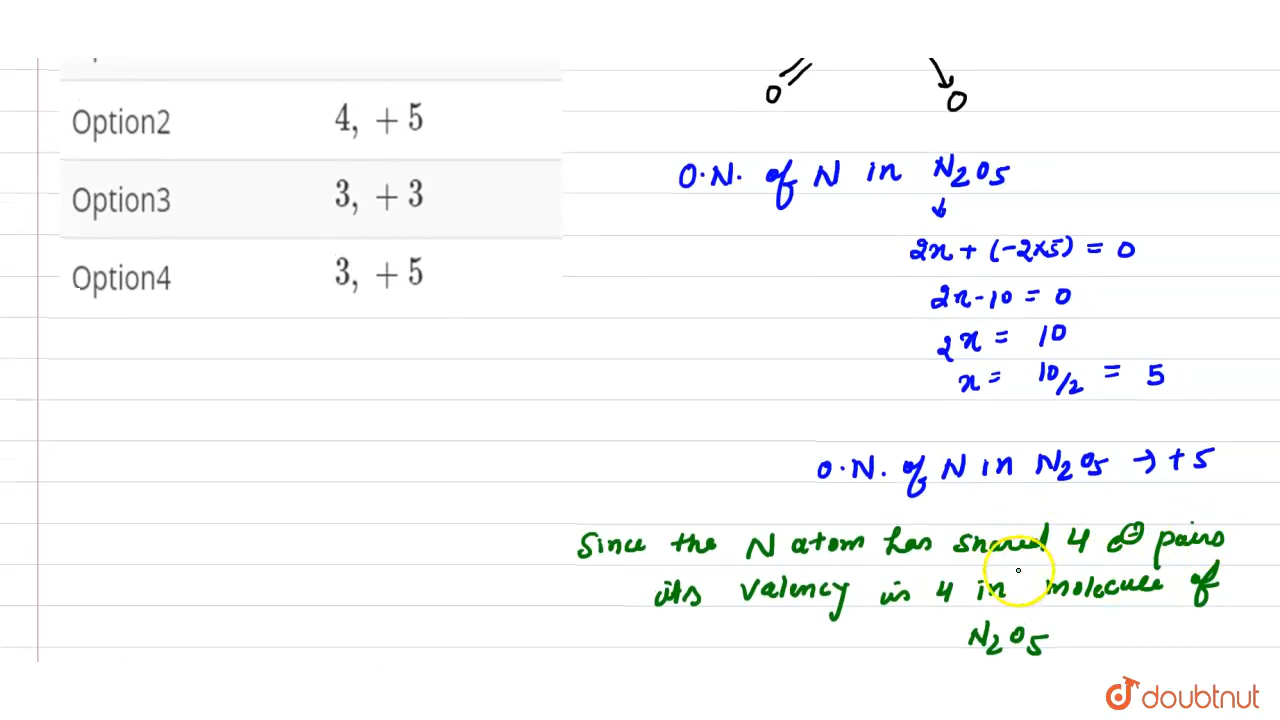 O O
Option2 4, +5
Option3 3, +3
Option4 3, +5
O.N. of N in N₂O₅
↓
2x + (-2×5) = 0
2x - 10 = 0
2x = 10
x = 10/2 = 5
O.N. of N in N₂O₅ → +5
Since the N atom has shared 4 e⊖ pairs
its valency is 4 in molecule of
N₂O₅
doubtnut